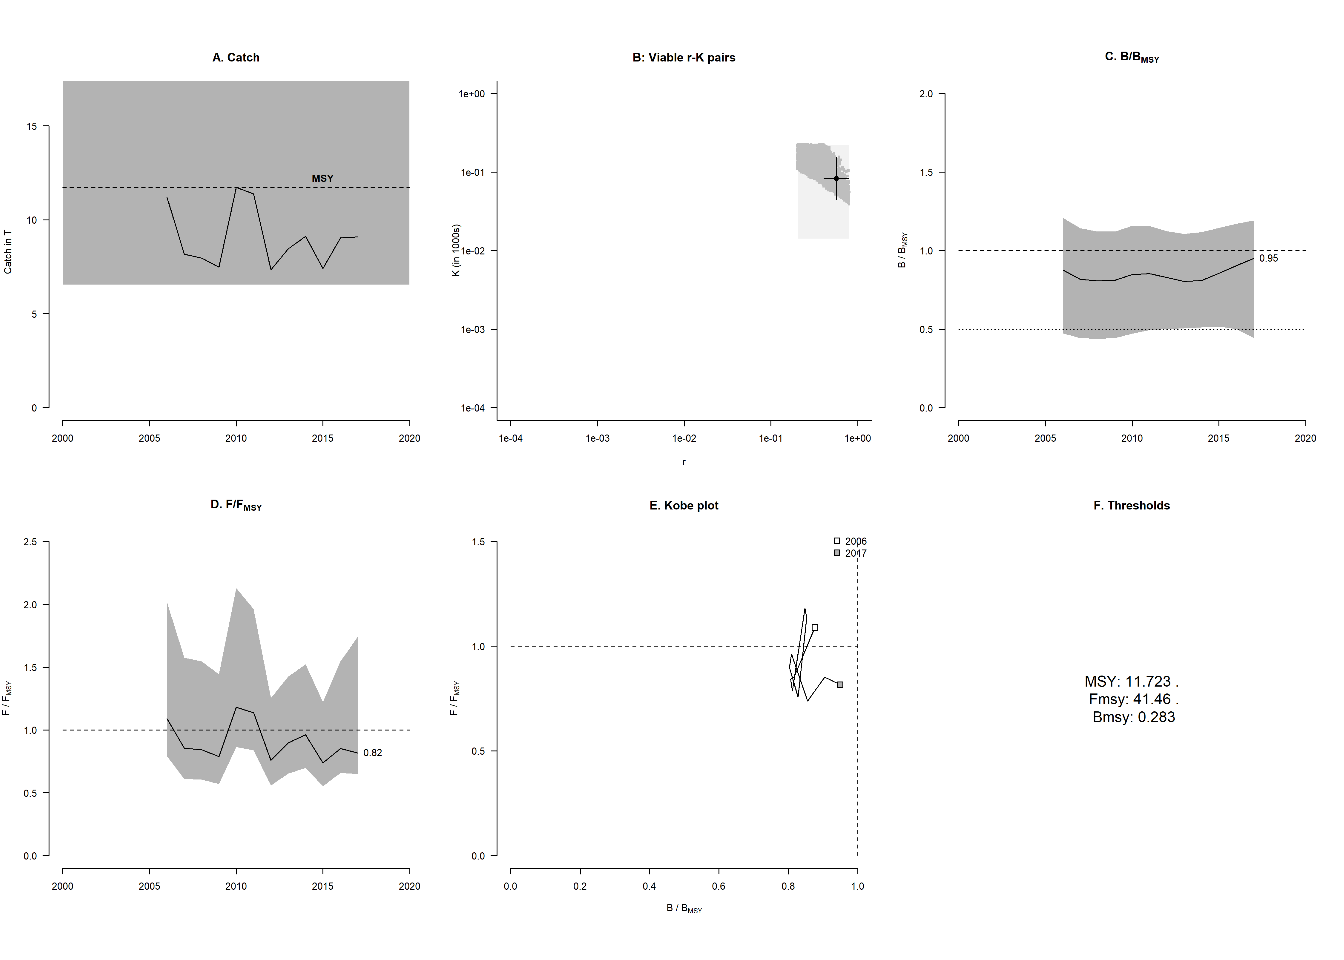 A. Catch
15
10
5
0
Catch in T
MSY
2000
2005
2010
2015
2020
B: Viable r-K pairs
1e+00
1e-01
1e-02
1e-03
1e-04
K (in 1000s)
1e-04
1e-03
1e-02
1e-01
1e+00
r
C. B/BMSY
2.0
1.5
1.0
0.5
0.0
B / BMSY
0.95
2000
2005
2010
2015
2020
D. F/FMSY
2.5
2.0
1.5
1.0
0.5
0.0
F / FMSY
0.82
2000
2005
2010
2015
2020
E. Kobe plot
1.5
1.0
0.5
0.0
F / FMSY
2006
2017
0.0
0.2
0.4
0.6
0.8
1.0
B / BMSY
F. Thresholds
MSY: 11.723 .
Fmsy: 41.46 .
Bmsy: 0.283